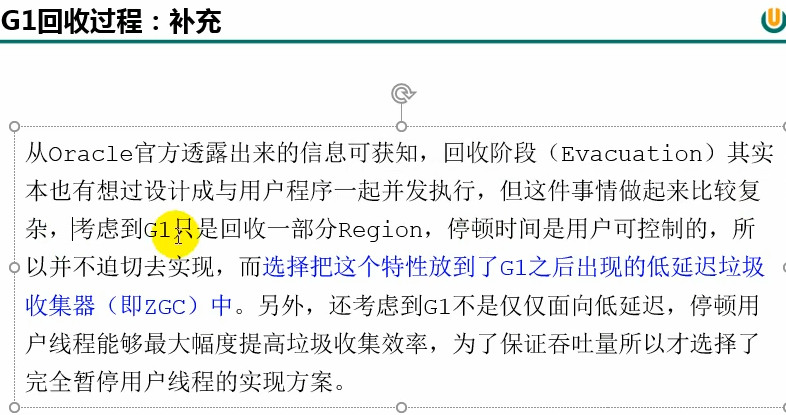 G1回收过程：补充
从Oracle官方透露出来的信息可获知，回收阶段（Evacuation）其实
本也有想过设计成与用户程序一起并发执行，但这件事情做起来比较复
杂，考虑到G1只是回收一部分Region，停顿时间是用户可控制的，所
以并不迫切去实现，而选择把这个特性放到了G1之后出现的低延迟垃圾
收集器（即ZGC）中。另外，还考虑到G1不是仅仅面向低延迟，停顿用
户线程能够最大幅度提高垃圾收集效率，为了保证吞吐量所以才选择了
完全暂停用户线程的实现方案。